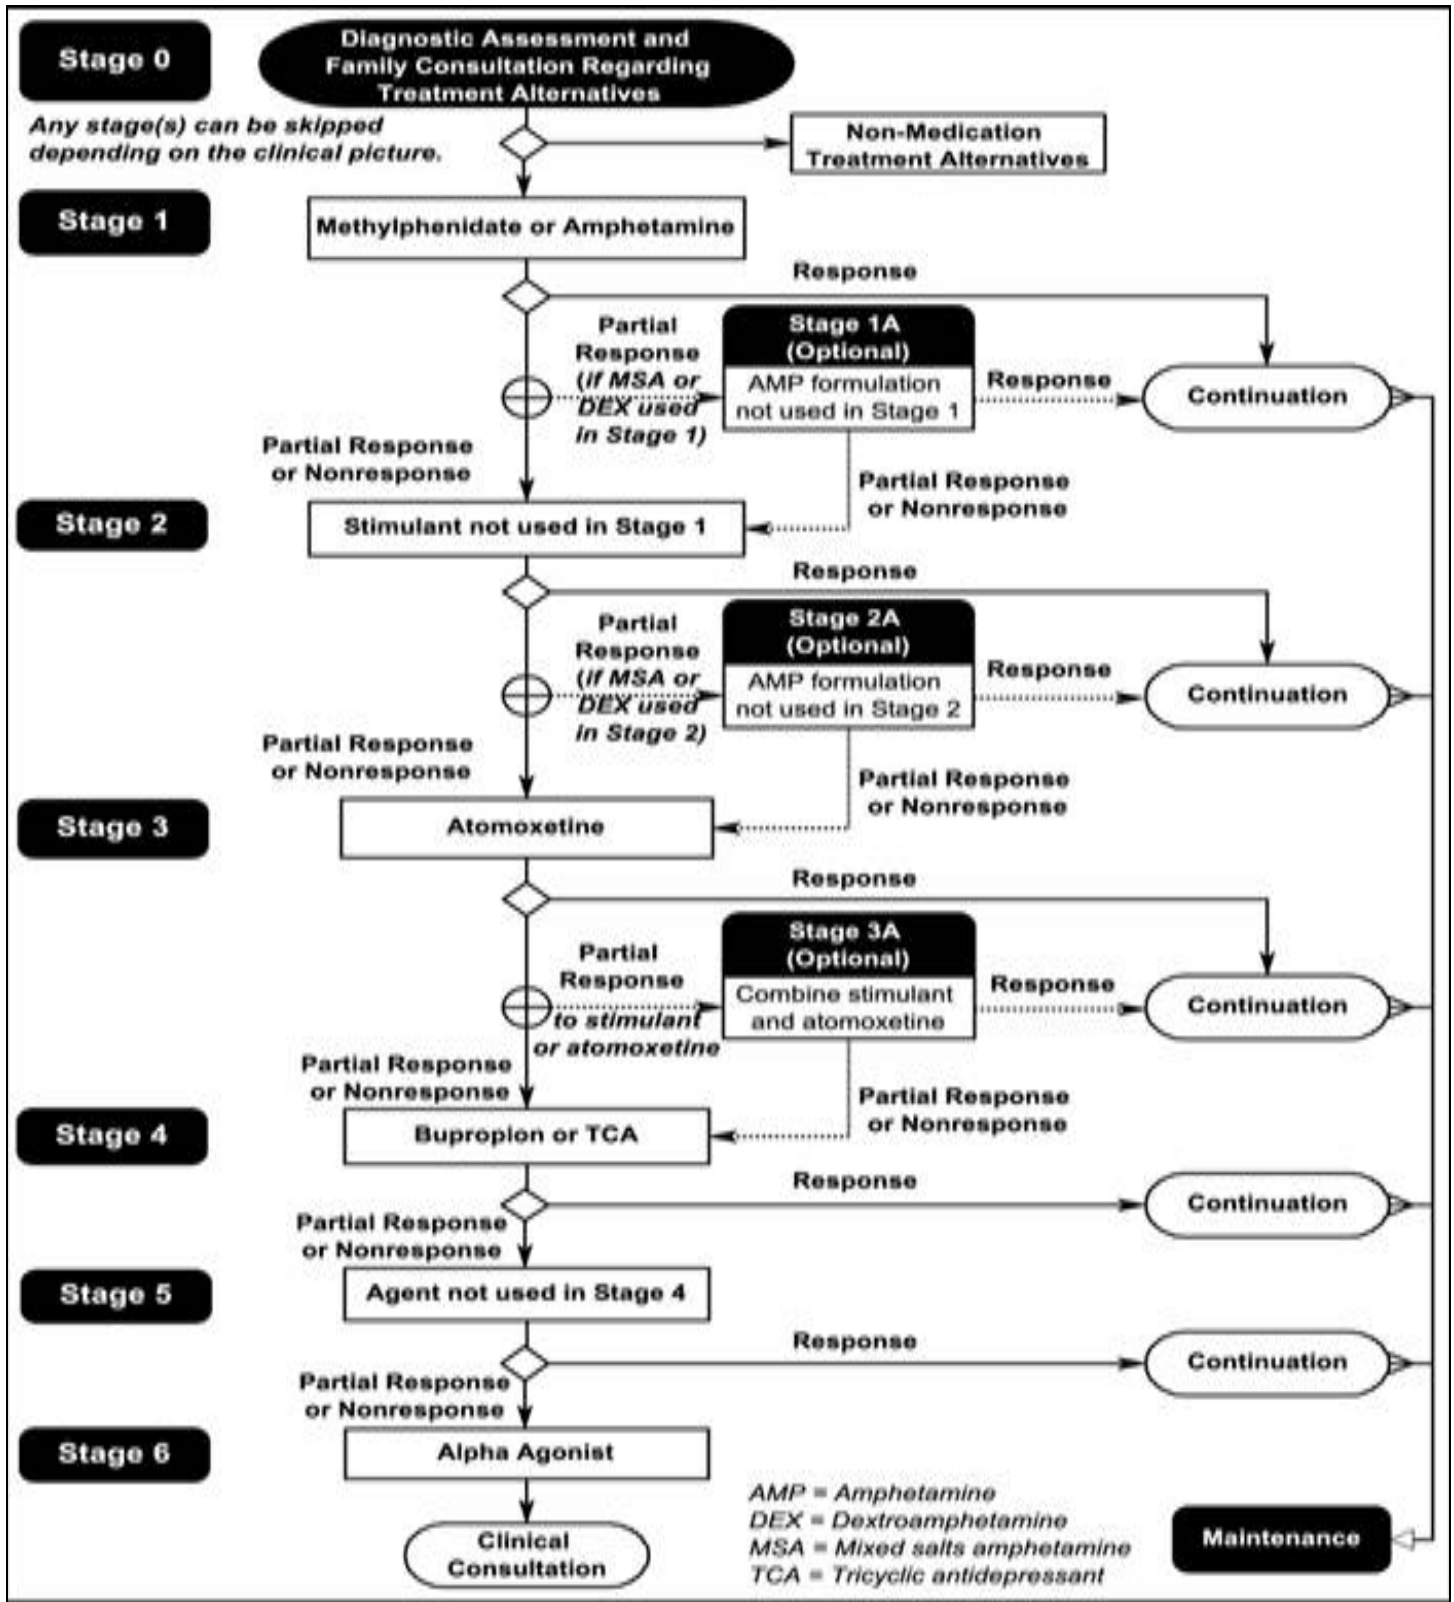 Stage 0
Diagnostic Assessment and
Family Consultation Regarding
Treatment Alternatives
Any stage(s) can be skipped
depending on the clinical picture.
Non-Medication
Treatment Alternatives
Stage 1
Methylphenidate or Amphetamine
Response
Partial
Response
(if MSA or
DEX used
in Stage 1)
Stage 1A
(Optional)
AMP formulation
not used in Stage 1
Response
Continuation
Partial Response
or Nonresponse
Partial Response
or Nonresponse
Stage 2
Stimulant not used in Stage 1
Response
Partial
Response
(if MSA or
DEX used
in Stage 2)
Stage 2A
(Optional)
AMP formulation
not used in Stage 2
Response
Continuation
Partial Response
or Nonresponse
Partial Response
or Nonresponse
Stage 3
Atomoxetine
Response
Partial
Response
to stimulant
or atomoxetine
Stage 3A
(Optional)
Combine stimulant
and atomoxetine
Response
Continuation
Partial Response
or Nonresponse
Partial Response
or Nonresponse
Stage 4
Bupropion or TCA
Response
Continuation
Partial Response
or Nonresponse
Stage 5
Agent not used in Stage 4
Response
Continuation
Partial Response
or Nonresponse
Stage 6
Alpha Agonist
Clinical
Consultation
AMP = Amphetamine
DEX = Dextroamphetamine
MSA = Mixed salts amphetamine
TCA = Tricyclic antidepressant
Maintenance